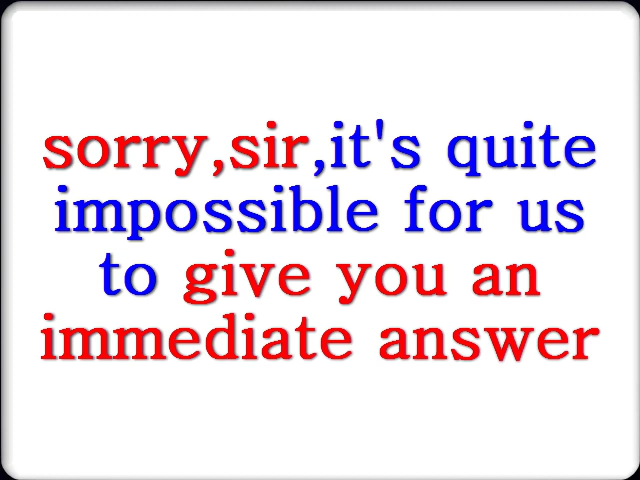 sorry,sir,it's quite
impossible for us
to give you an
immediate answer